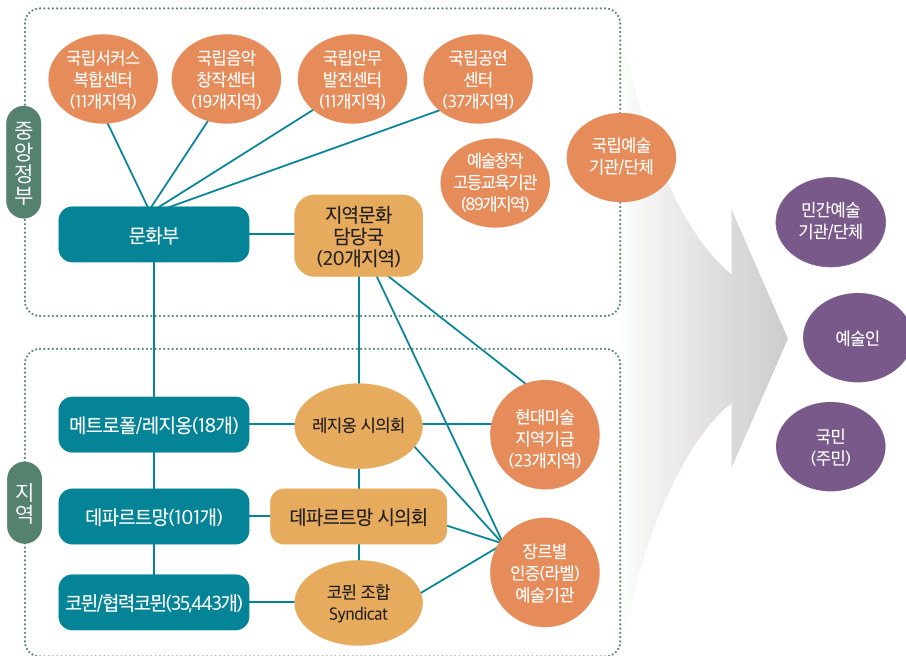 중앙정부
국립서커스
복합센터
(11개지역)
국립음악
창작센터
(19개지역)
국립안무
발전센터
(11개지역)
국립공연
센터
(37개지역)
예술창작
고등교육기관
(89개지역)
국립예술
기관/단체
문화부
지역문화
담당국
(20개지역)
지역
메트로폴/레지옹(18개)
레지옹 시의회
현대미술
지역기금
(23개지역)
데파르트망(101개)
데파르트망 시의회
장르별
인증(라벨)
예술기관
코뮌/협력코뮌(35,443개)
코뮌 조합
Syndicat
민간예술
기관/단체
예술인
국민
(주민)